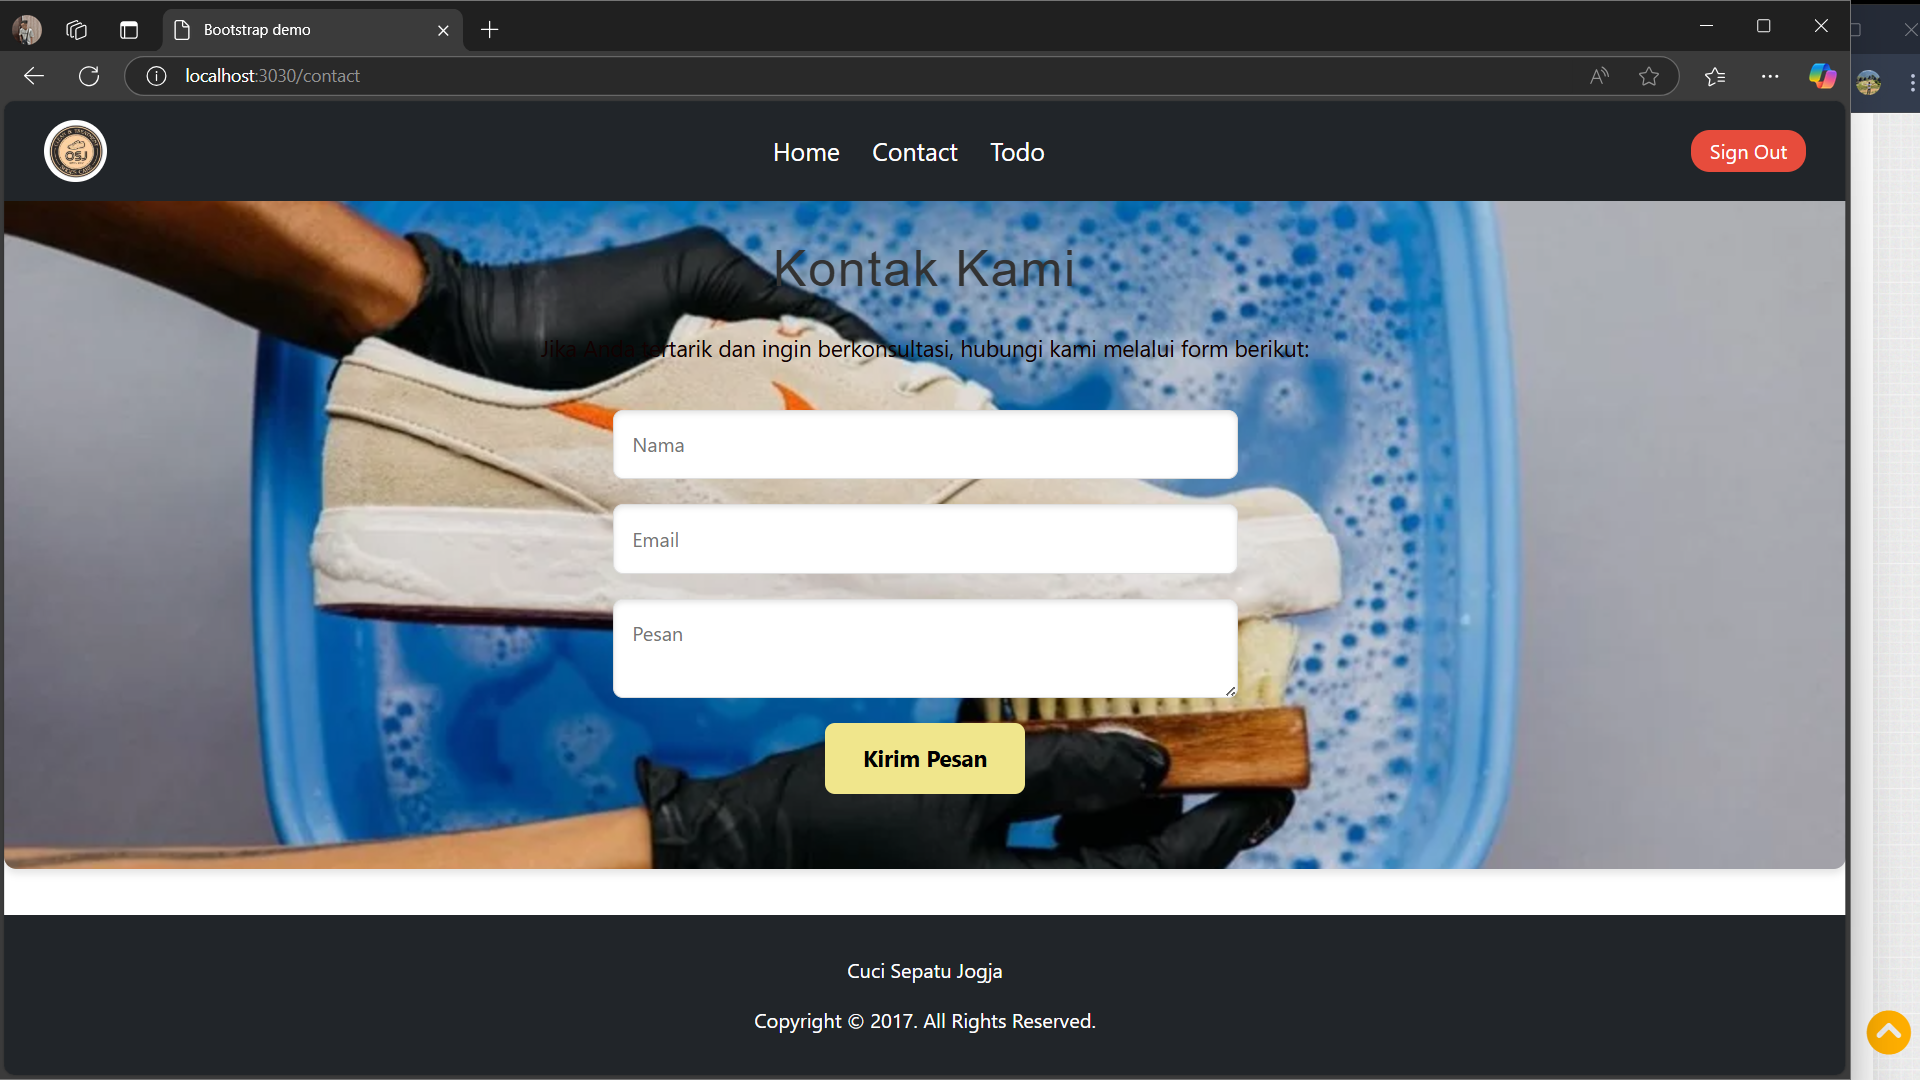 Bootstrap demo
localhost:3030/contact
OSJ
Home Contact Todo
Sign Out
Kontak Kami
Jika Anda tertarik dan ingin berkonsultasi, hubungi kami melalui form berikut:
Nama
Email
Pesan
Kirim Pesan
Cuci Sepatu Jogja
Copyright © 2017. All Rights Reserved.